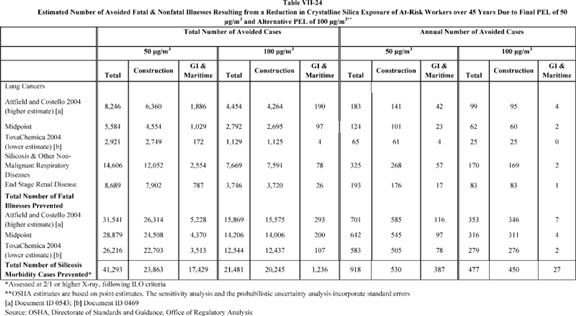 Table VII-24
Estimated Number of Avoided Fatal & Nonfatal Illnesses Resulting from a Reduction in Crystalline Silica Exposure of At-Risk Workers over 45 Years Due to Final PEL of 50
µg/m³ and Alternative PEL of 100 µg/m³**
Total Number of Avoided Cases Annual Number of Avoided Cases
50 µg/m³ 100 µg/m³ 50 µg/m³ 100 µg/m³
Total Construction GI & Maritime Total Construction GI & Maritime Total Construction GI & Maritime Total Construction GI & Maritime
Lung Cancers
Attfield and Costello 2004 (higher estimate) [a] 8,246 6,360 1,886 4,454 4,264 190 183 141 42 99 95 4
Midpoint 5,584 4,554 1,029 2,792 2,695 97 124 101 23 62 60 2
ToxaChemica 2004 (lower estimate) [b] 2,921 2,749 172 1,129 1,125 4 65 61 4 25 25 0
Silicosis & Other Non-Malignant Respiratory Diseases 14,606 12,052 2,554 7,669 7,591 78 325 268 57 170 169 2
End Stage Renal Disease 8,689 7,902 787 3,746 3,720 26 193 176 17 83 83 1
Total Number of Fatal Illnesses Prevented
Attfield and Costello 2004 (higher estimate) [a] 31,541 26,314 5,228 15,869 15,575 293 701 585 116 353 346 7
Midpoint 28,879 24,508 4,370 14,206 14,006 200 642 545 97 316 311 4
ToxaChemica 2004 (lower estimate) [b] 26,216 22,703 3,513 12,544 12,437 107 583 505 78 279 276 2
Total Number of Silicosis Morbidity Cases Prevented* 41,293 23,863 17,429 21,481 20,245 1,236 918 530 387 477 450 27
*Assessed at 2/1 or higher X-ray, following ILO criteria
**OSHA estimates are based on point estimates. The sensitivity analysis and the probabilistic uncertainty analysis incorporate standard errors
[a] Document ID 0543; [b] Document ID 0469
Source: OSHA, Directorate of Standards and Guidance, Office of Regulatory Analysis